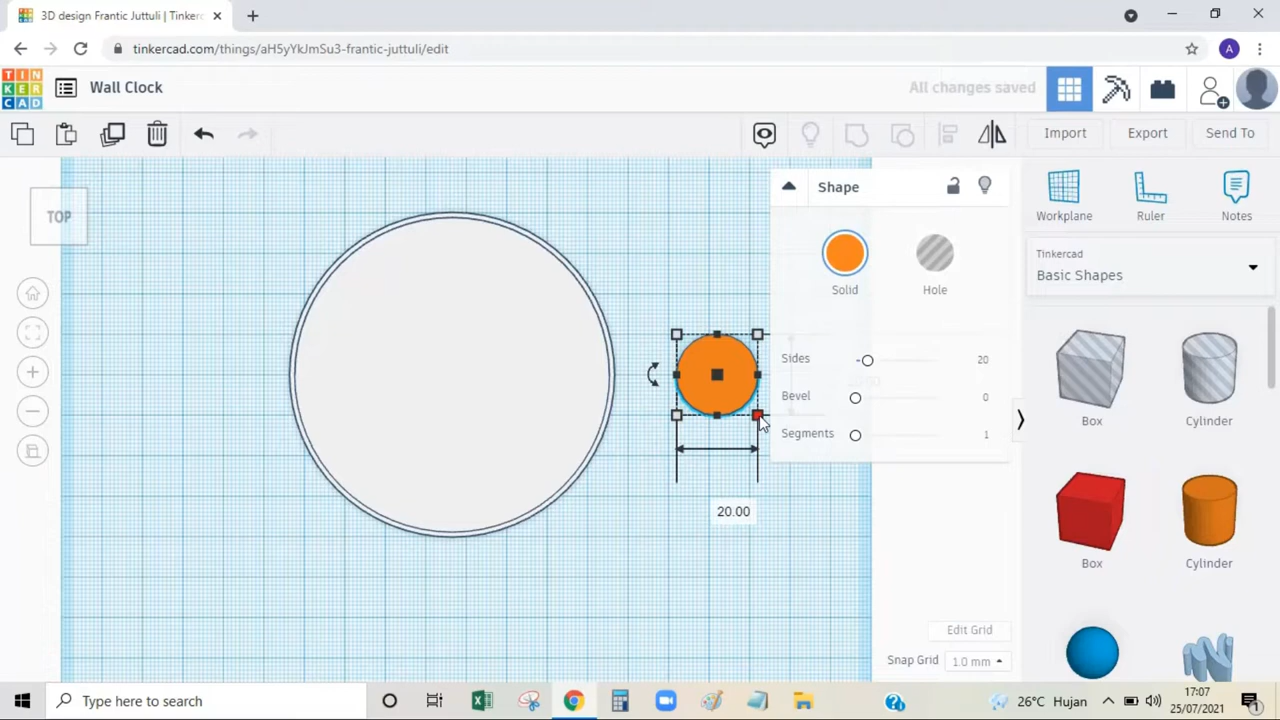 3D design Frantic Juttuli | Tinker
tinkercad.com/things/aH5yYkJmSu3-frantic-juttuli/edit
A
TIN
KER
CAD
Wall Clock
All changes saved
Import
Export
Send To
TOP
Shape
Solid
Hole
Sides
20
Bevel
0
Segments
1
20.00
Workplane
Ruler
Notes
Tinkercad
Basic Shapes
Box
Cylinder
Box
Cylinder
Edit Grid
Snap Grid
1.0 mm
Type here to search
26°C Hujan
17:07
25/07/2021
1